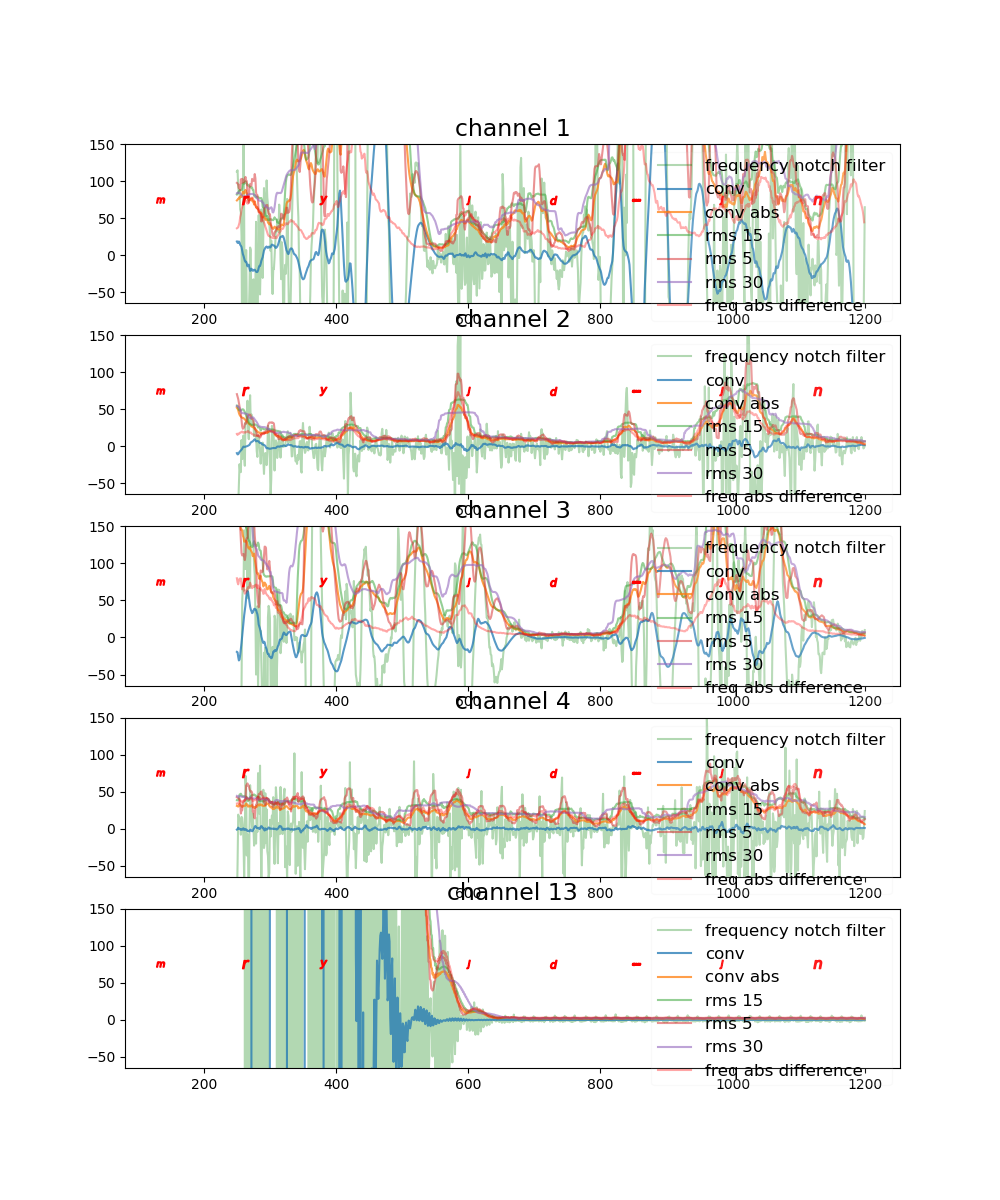 channel 1
150
100
50
0
−50
m r y J d - J n
frequency notch filter
conv
conv abs
rms 15
rms 5
rms 30
freq abs difference
200 400 600 800 1000 1200
channel 2
150
100
50
0
−50
m r y J d - J n
frequency notch filter
conv
conv abs
rms 15
rms 5
rms 30
freq abs difference
200 400 600 800 1000 1200
channel 3
150
100
50
0
−50
m r y J d - J n
frequency notch filter
conv
conv abs
rms 15
rms 5
rms 30
freq abs difference
200 400 600 800 1000 1200
channel 4
150
100
50
0
−50
m r y J d - J n
frequency notch filter
conv
conv abs
rms 15
rms 5
rms 30
freq abs difference
200 400 600 800 1000 1200
channel 13
150
100
50
0
−50
m r y J d - J n
frequency notch filter
conv
conv abs
rms 15
rms 5
rms 30
freq abs difference
200 400 600 800 1000 1200